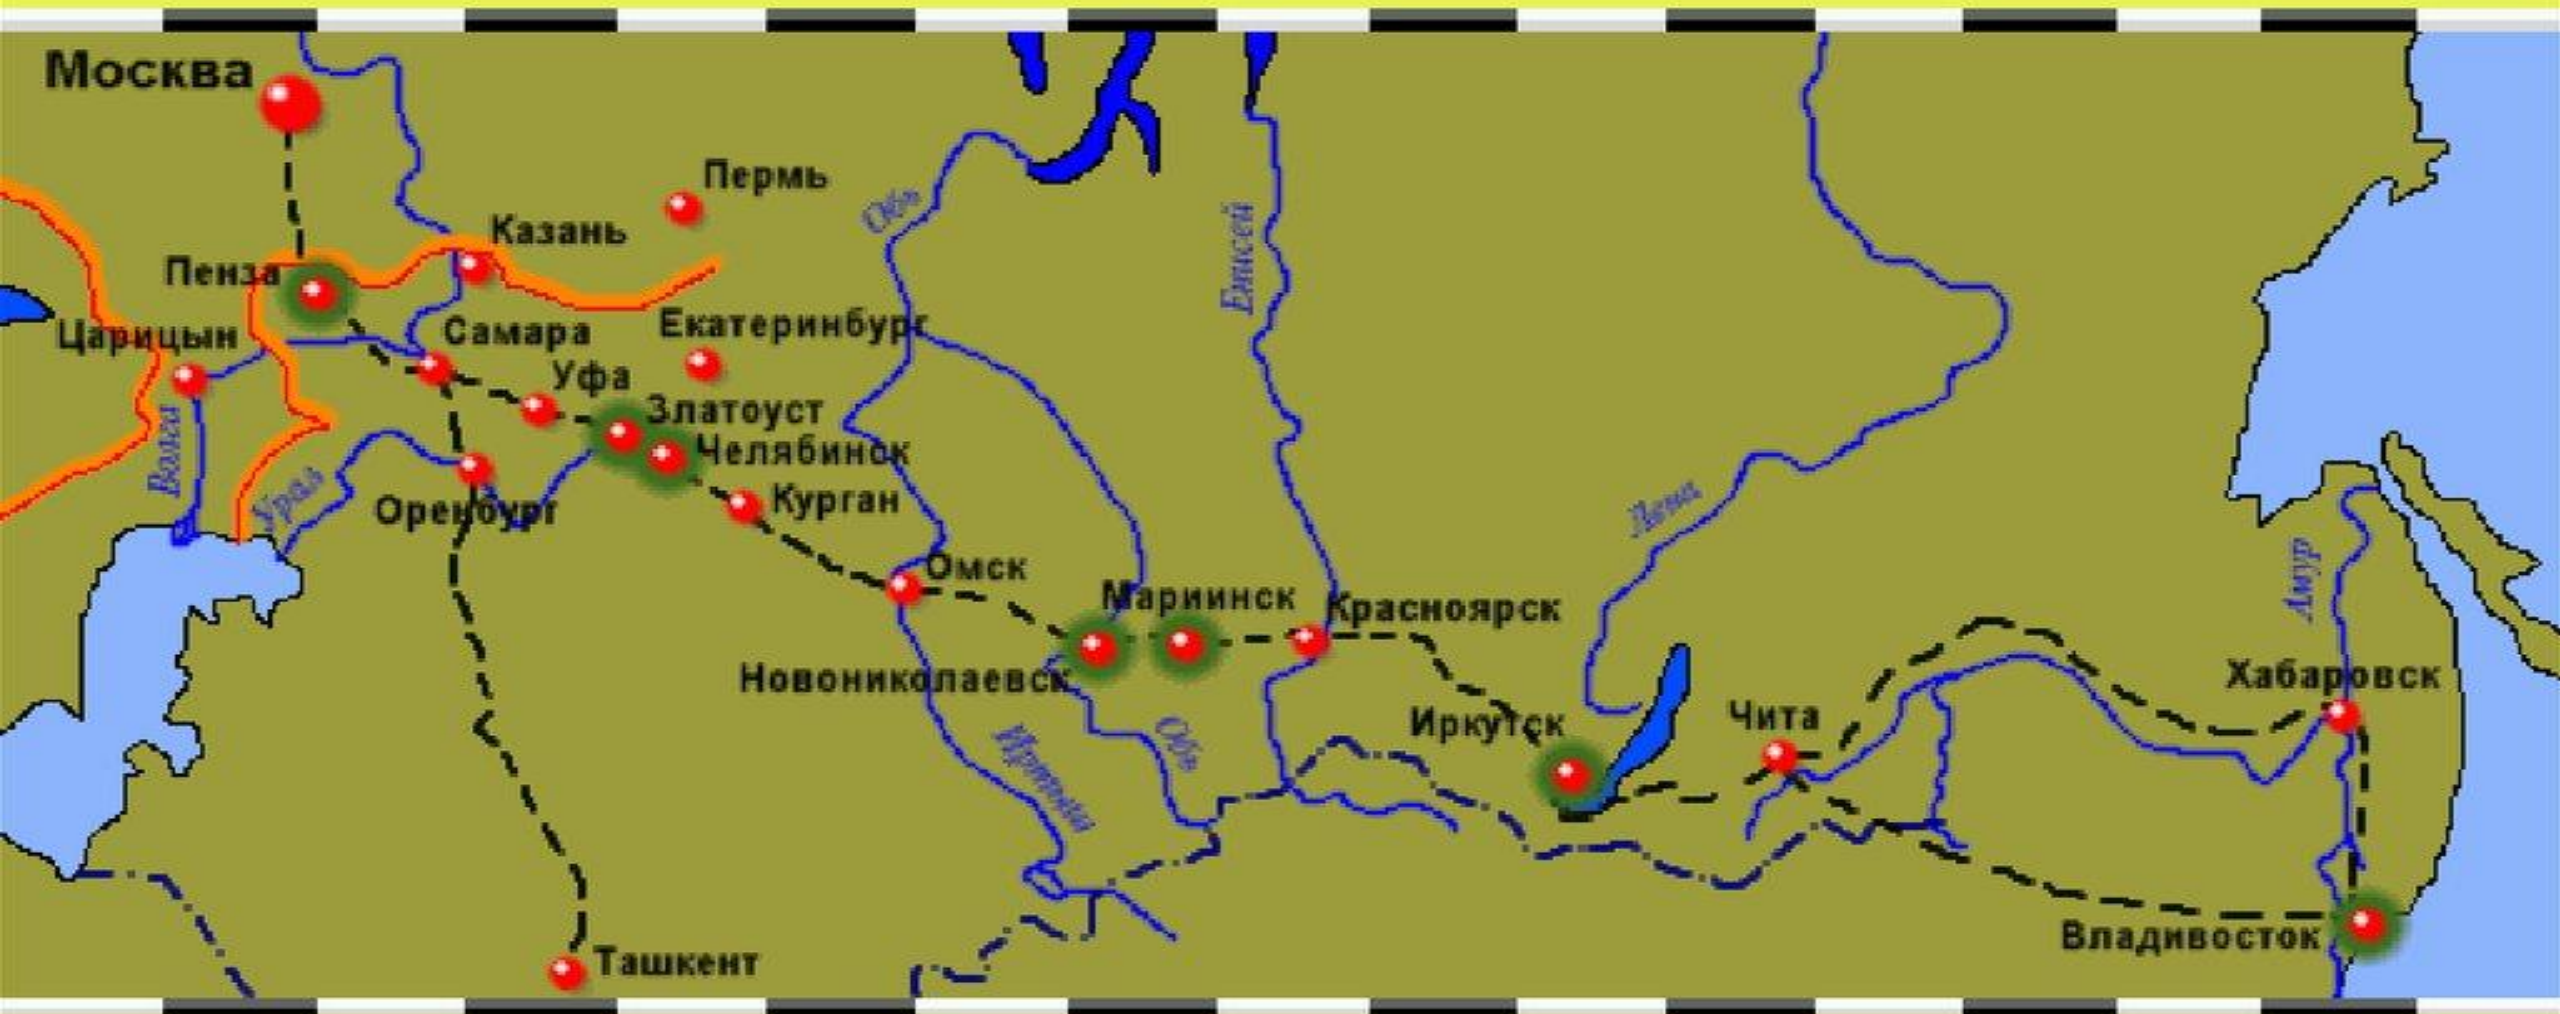 Москва
Пермь
Обь
Казань
Енисей
Пенза
Царицын
Самара
Екатеринбург
Уфа
Златоуст
Волга
Челябинск
Урал
Оренбург
Курган
Лена
Омск
Амур
Мариинск
Красноярск
Новониколаевск
Хабаровск
Иркутск
Чита
Обь
Иртыш
Владивосток
Ташкент